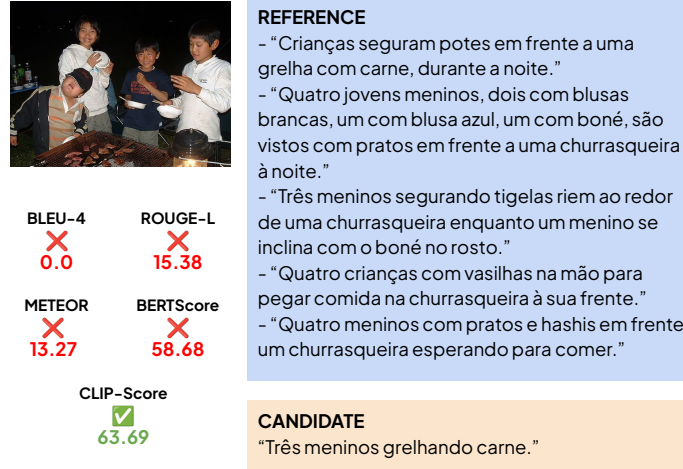 REFERENCE
- “Crianças seguram potes em frente a uma
grelha com carne, durante a noite.”
- “Quatro jovens meninos, dois com blusas
brancas, um com blusa azul, um com boné, são
vistos com pratos em frente a uma churrasqueira
à noite.”
- “Três meninos segurando tigelas riem ao redor
de uma churrasqueira enquanto um menino se
inclina com o boné no rosto.”
- “Quatro crianças com vasilhas na mão para
pegar comida na churrasqueira à sua frente.”
- “Quatro meninos com pratos e hashis em frente
um churrasqueira esperando para comer.”
BLEU-4
❌
0.0
ROUGE-L
❌
15.38
METEOR
❌
13.27
BERTScore
❌
58.68
CLIP-Score
✅
63.69
CANDIDATE
“Três meninos grelhando carne.”